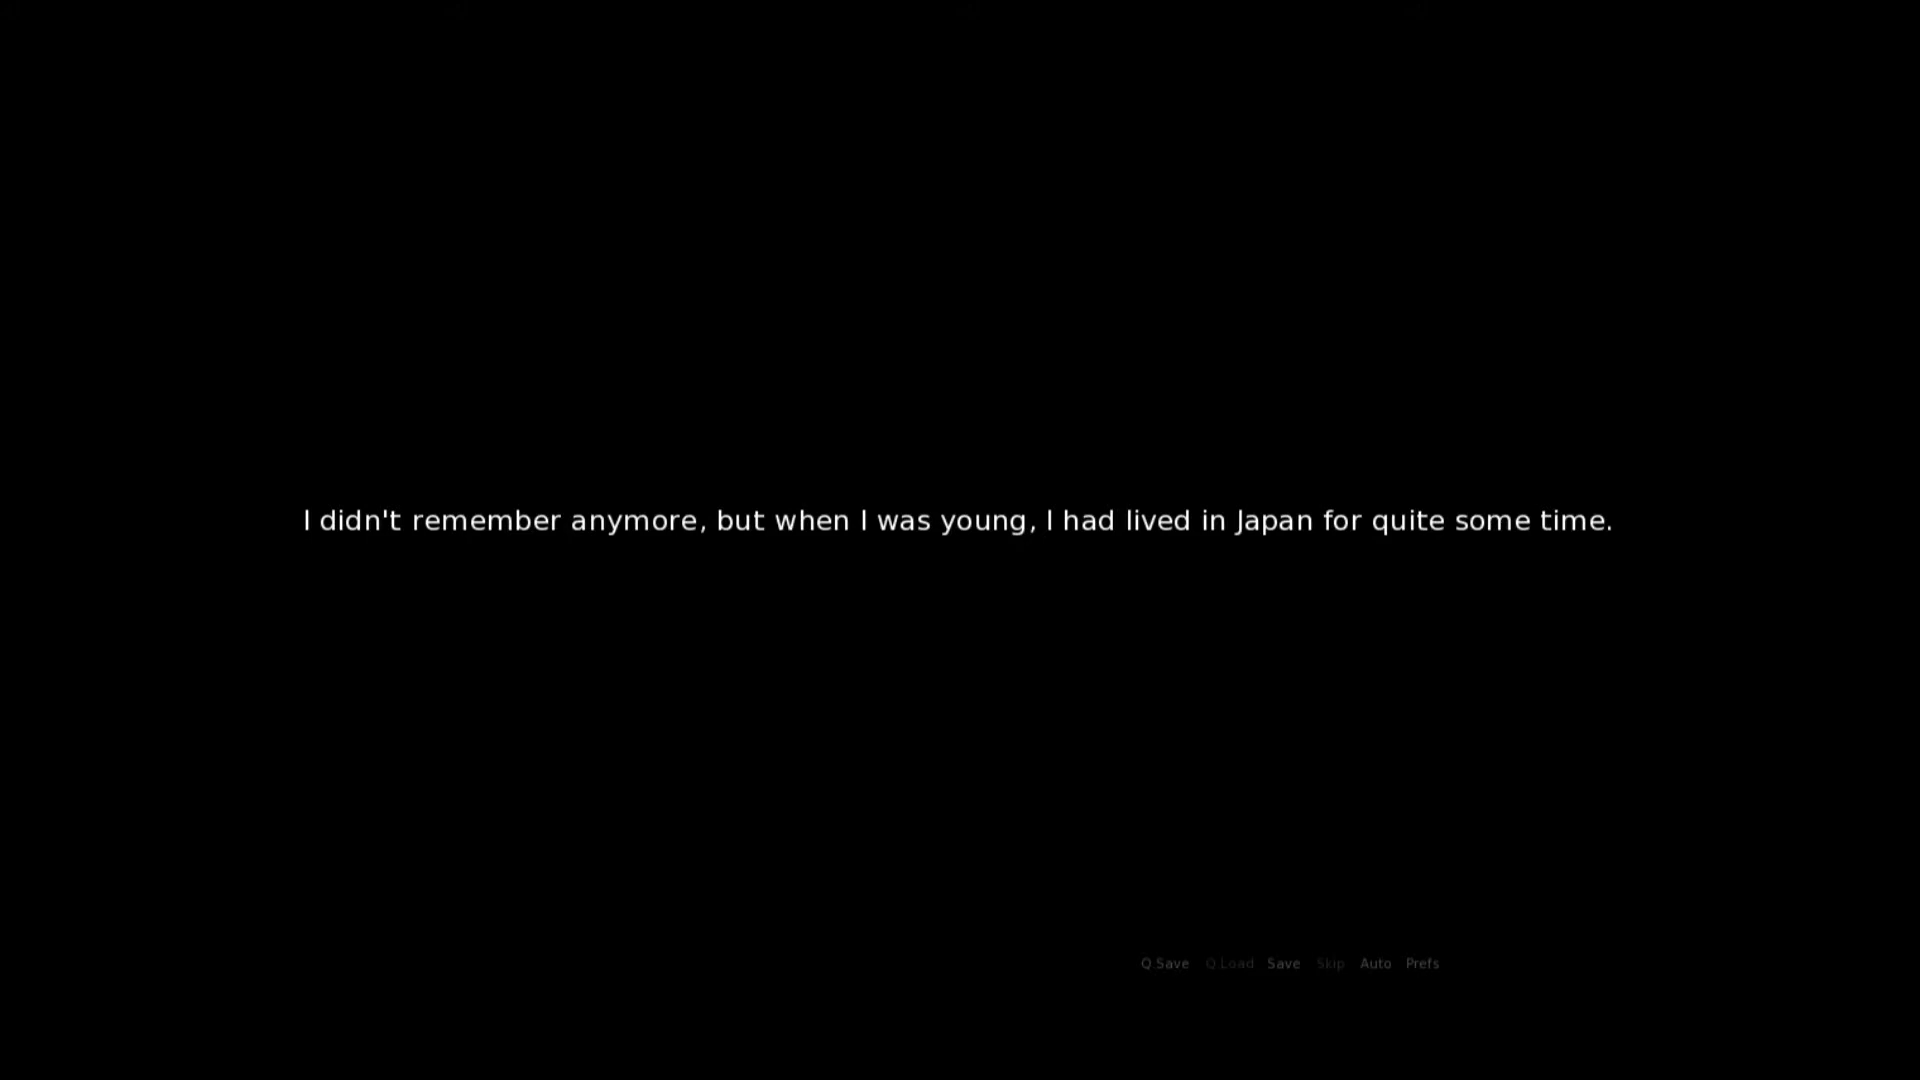 I didn't remember anymore, but when I was young, I had lived in Japan for quite some time.
Q.Save Q.Load Save Skip Auto Prefs